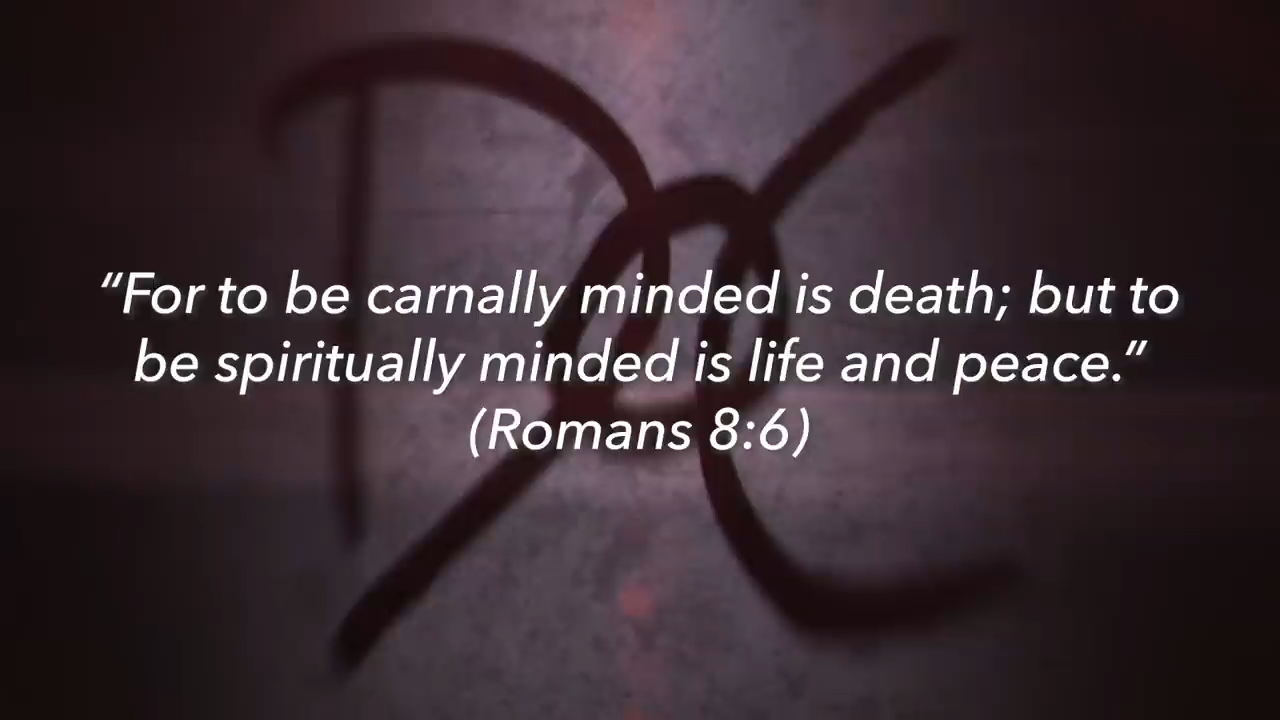 “For to be carnally minded is death; but to
be spiritually minded is life and peace.”
(Romans 8:6)